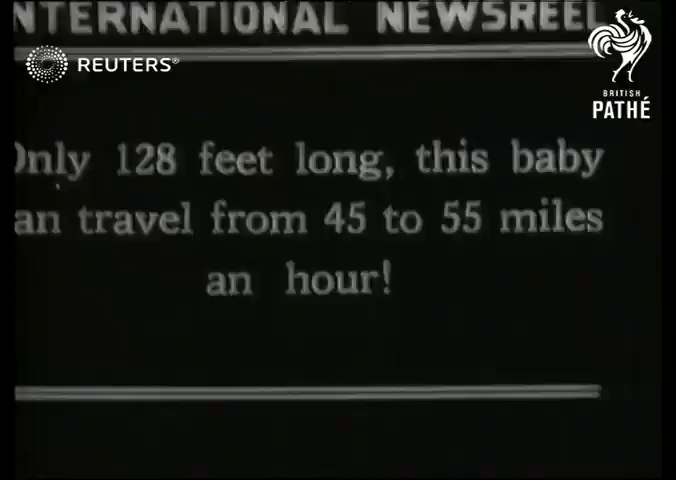 NTERNATIONAL NEWSREEL
REUTERS®
BRITISH
PATHÉ
Only 128 feet long, this baby
an travel from 45 to 55 miles
an hour!